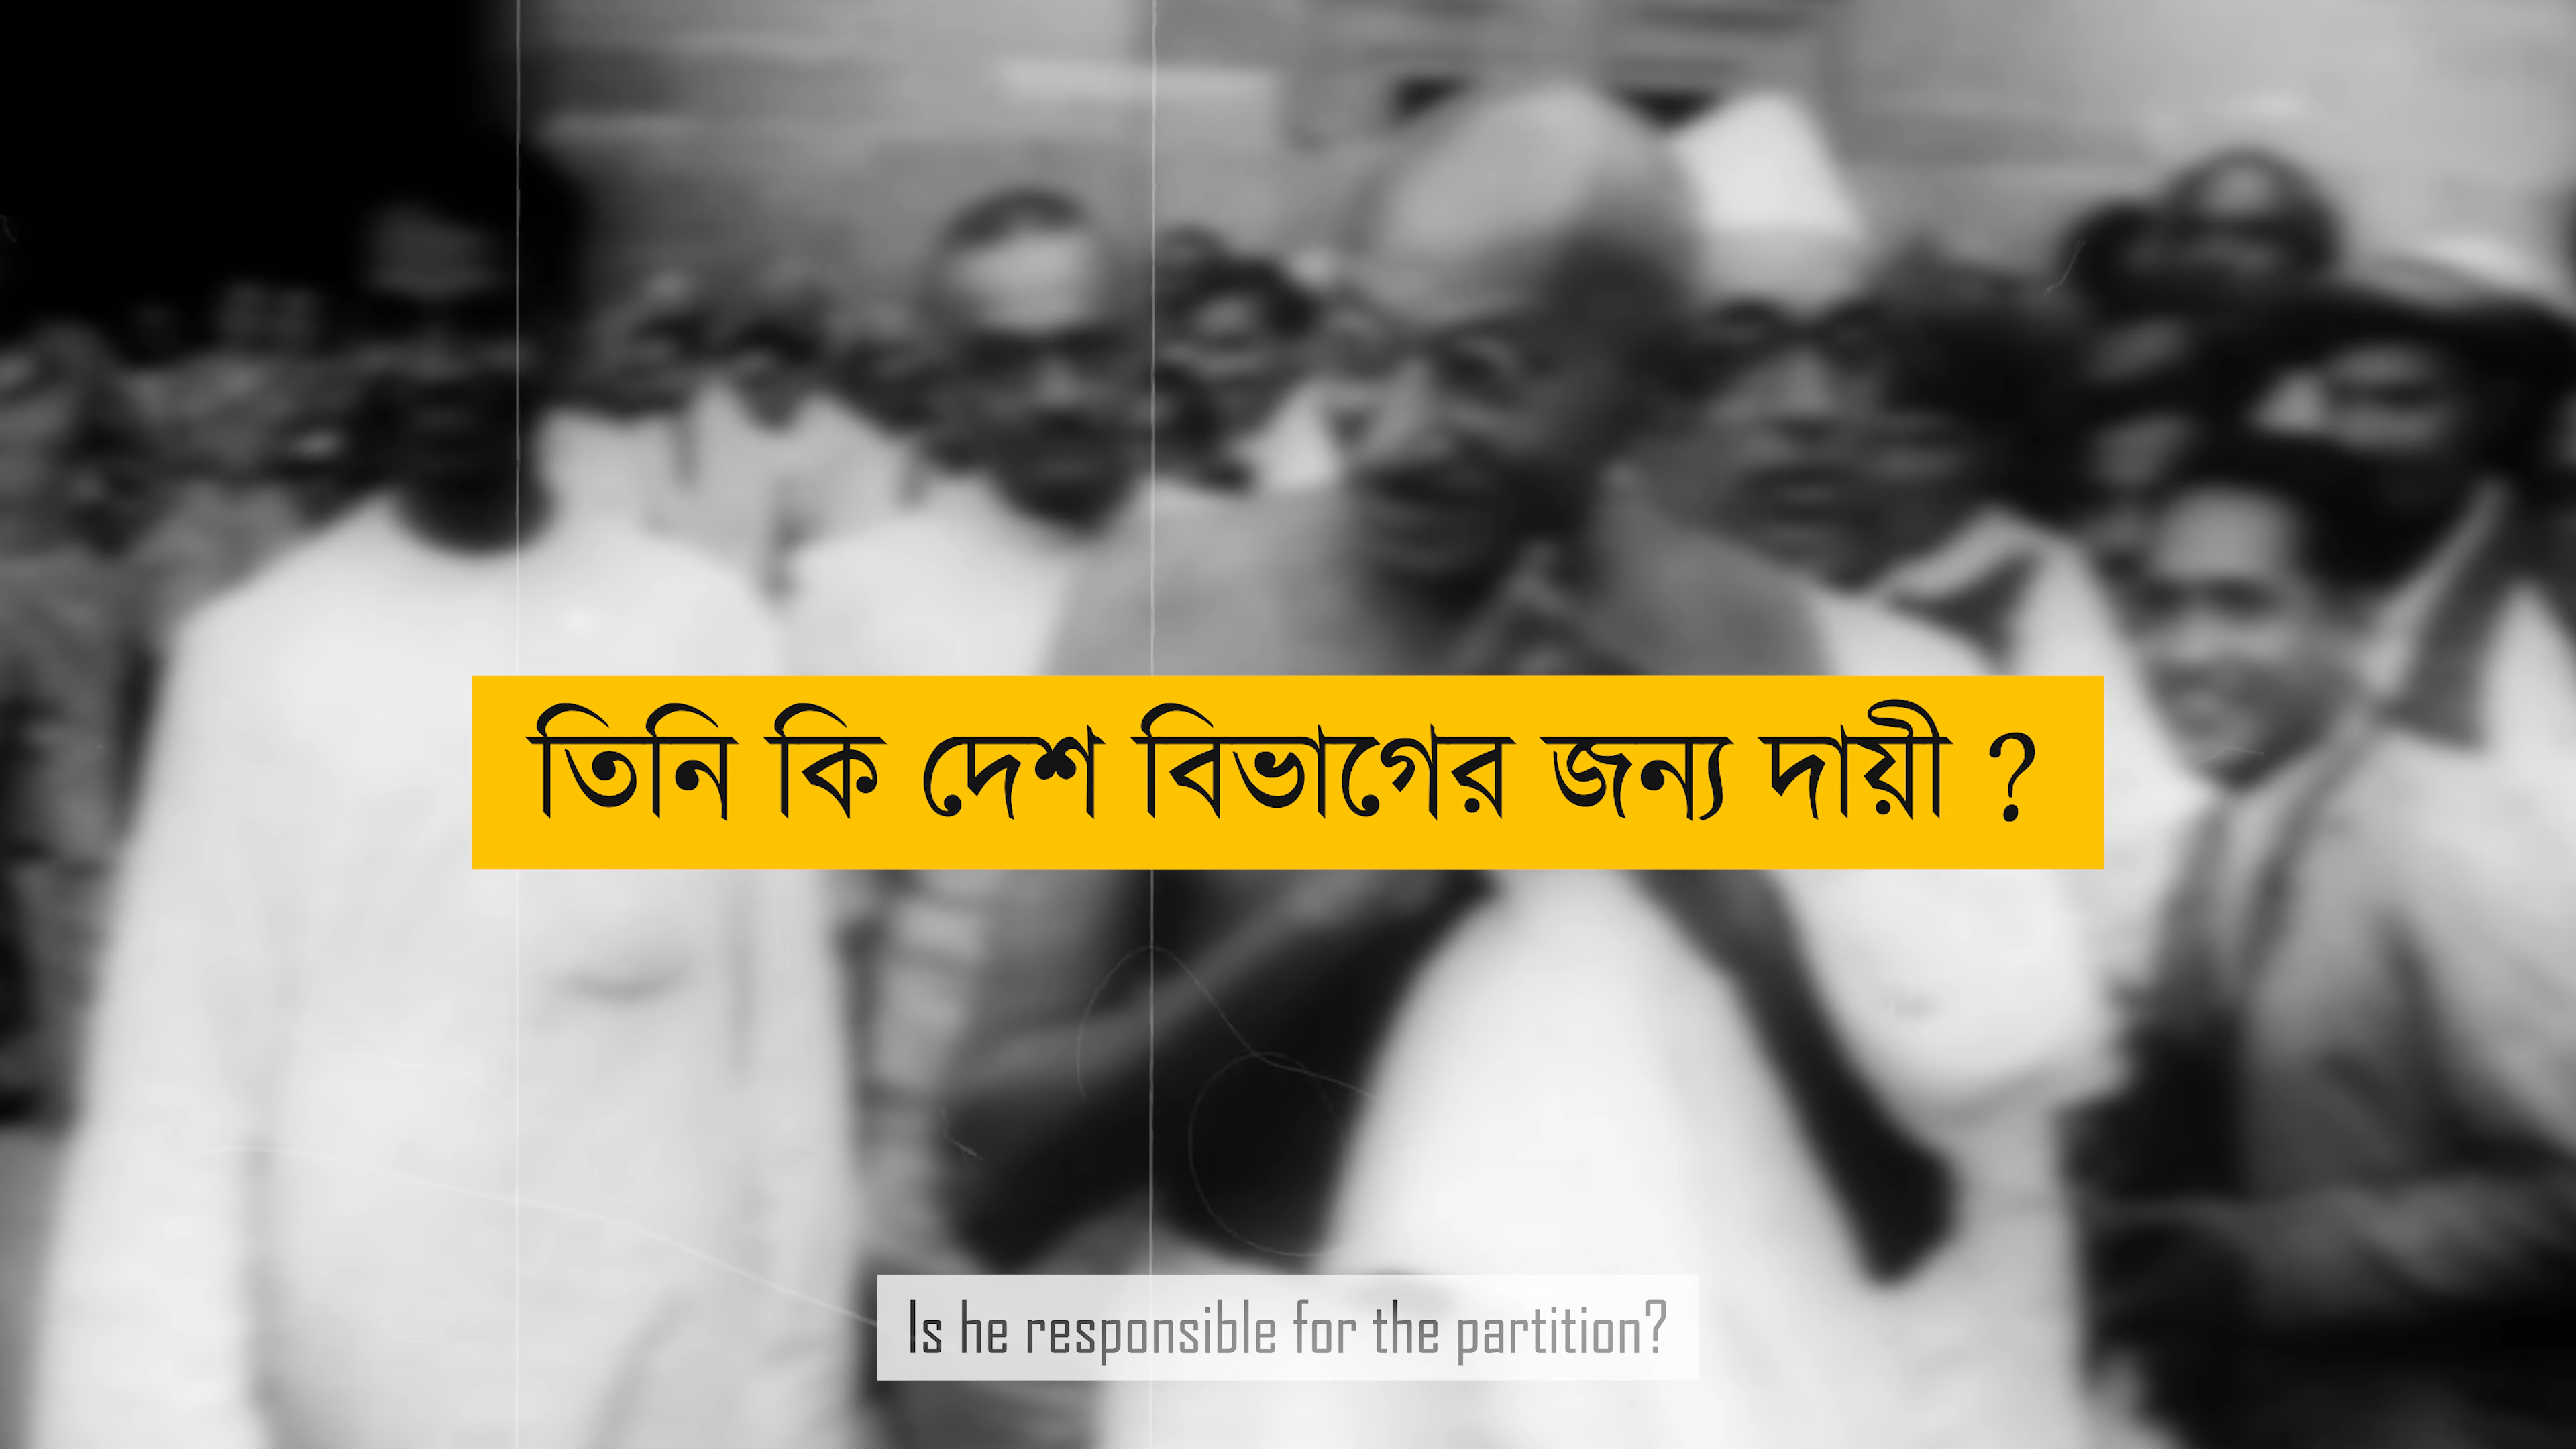 তিনি কি দেশ বিভাগের জন্য দায়ী ?
Is he responsible for the partition?